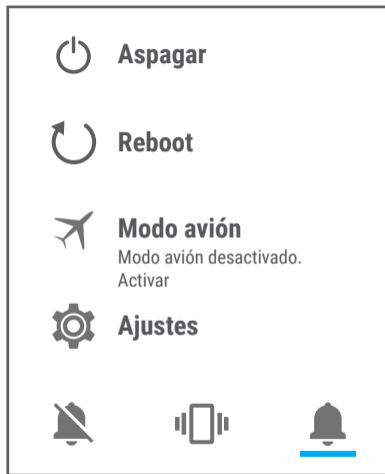 Aspagar
Reboot
Modo avión
Modo avión desactivado.
Activar
Ajustes